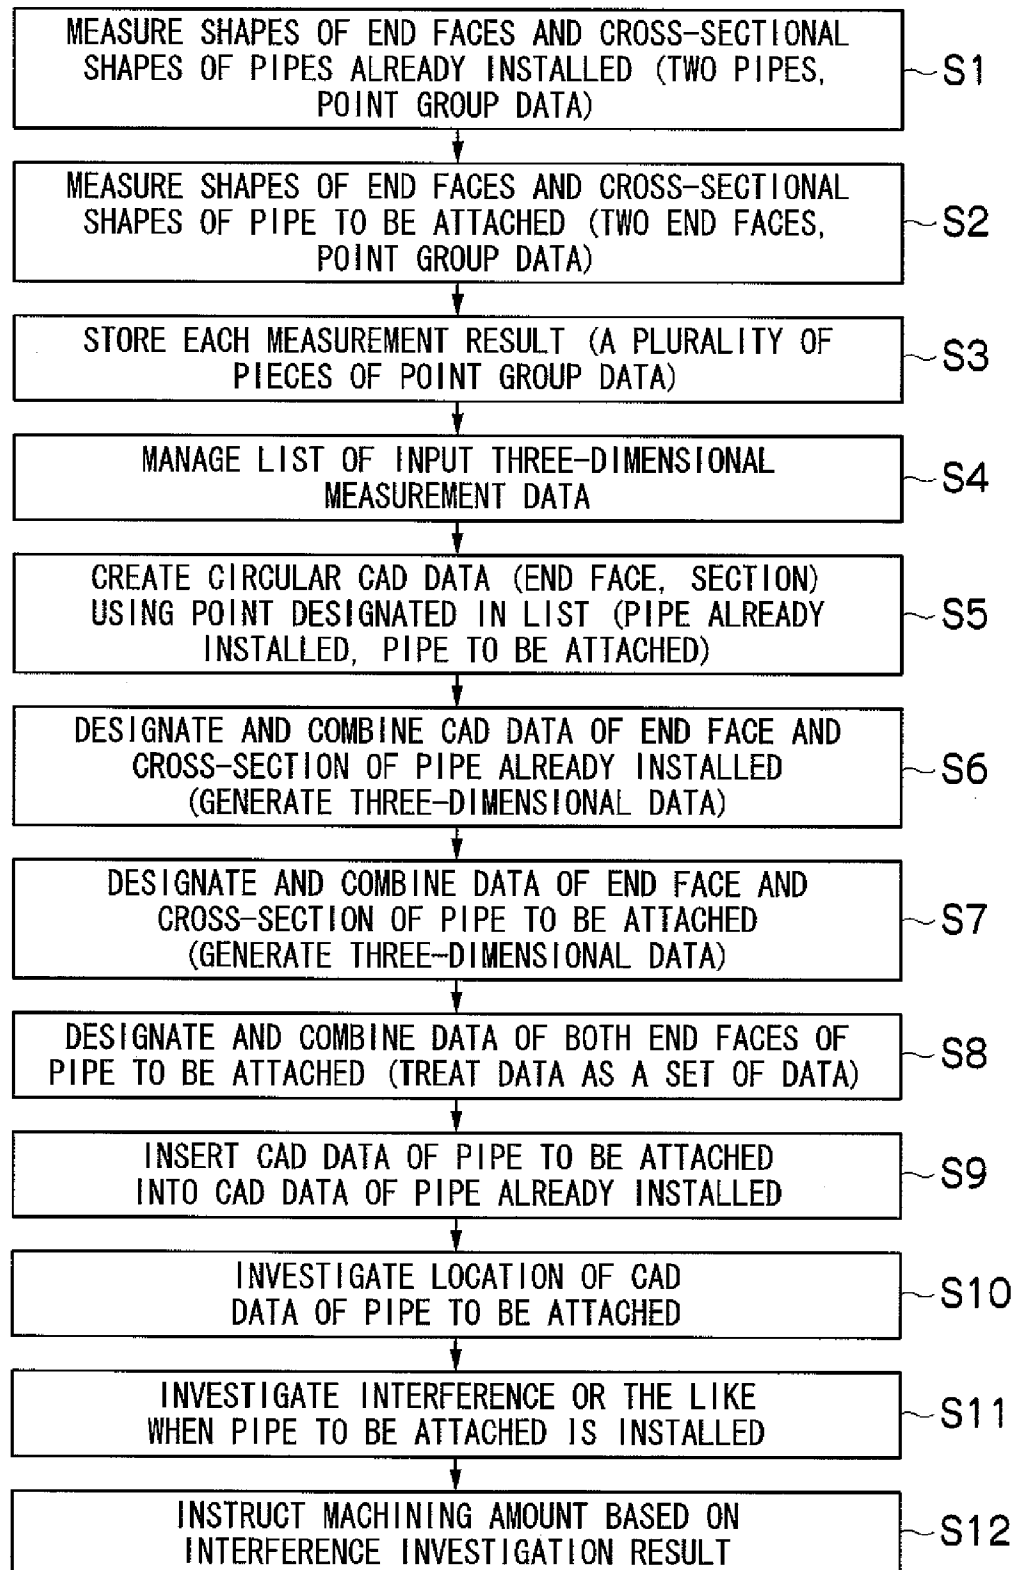 MEASURE SHAPES OF END FACES AND CROSS-SECTIONAL
SHAPES OF PIPES ALREADY INSTALLED (TWO PIPES,
POINT GROUP DATA)
S1
MEASURE SHAPES OF END FACES AND CROSS-SECTIONAL
SHAPES OF PIPE TO BE ATTACHED (TWO END FACES,
POINT GROUP DATA)
S2
STORE EACH MEASUREMENT RESULT (A PLURALITY OF
PIECES OF POINT GROUP DATA)
S3
MANAGE LIST OF INPUT THREE-DIMENSIONAL
MEASUREMENT DATA
S4
CREATE CIRCULAR CAD DATA (END FACE, SECTION)
USING POINT DESIGNATED IN LIST (PIPE ALREADY
INSTALLED, PIPE TO BE ATTACHED)
S5
DESIGNATE AND COMBINE CAD DATA OF END FACE AND
CROSS-SECTION OF PIPE ALREADY INSTALLED
(GENERATE THREE-DIMENSIONAL DATA)
S6
DESIGNATE AND COMBINE DATA OF END FACE AND
CROSS-SECTION OF PIPE TO BE ATTACHED
(GENERATE THREE-DIMENSIONAL DATA)
S7
DESIGNATE AND COMBINE DATA OF BOTH END FACES OF
PIPE TO BE ATTACHED (TREAT DATA AS A SET OF DATA)
S8
INSERT CAD DATA OF PIPE TO BE ATTACHED
INTO CAD DATA OF PIPE ALREADY INSTALLED
S9
INVESTIGATE LOCATION OF CAD
DATA OF PIPE TO BE ATTACHED
S10
INVESTIGATE INTERFERENCE OR THE LIKE
WHEN PIPE TO BE ATTACHED IS INSTALLED
S11
INSTRUCT MACHINING AMOUNT BASED ON
INTERFERENCE INVESTIGATION RESULT
S12